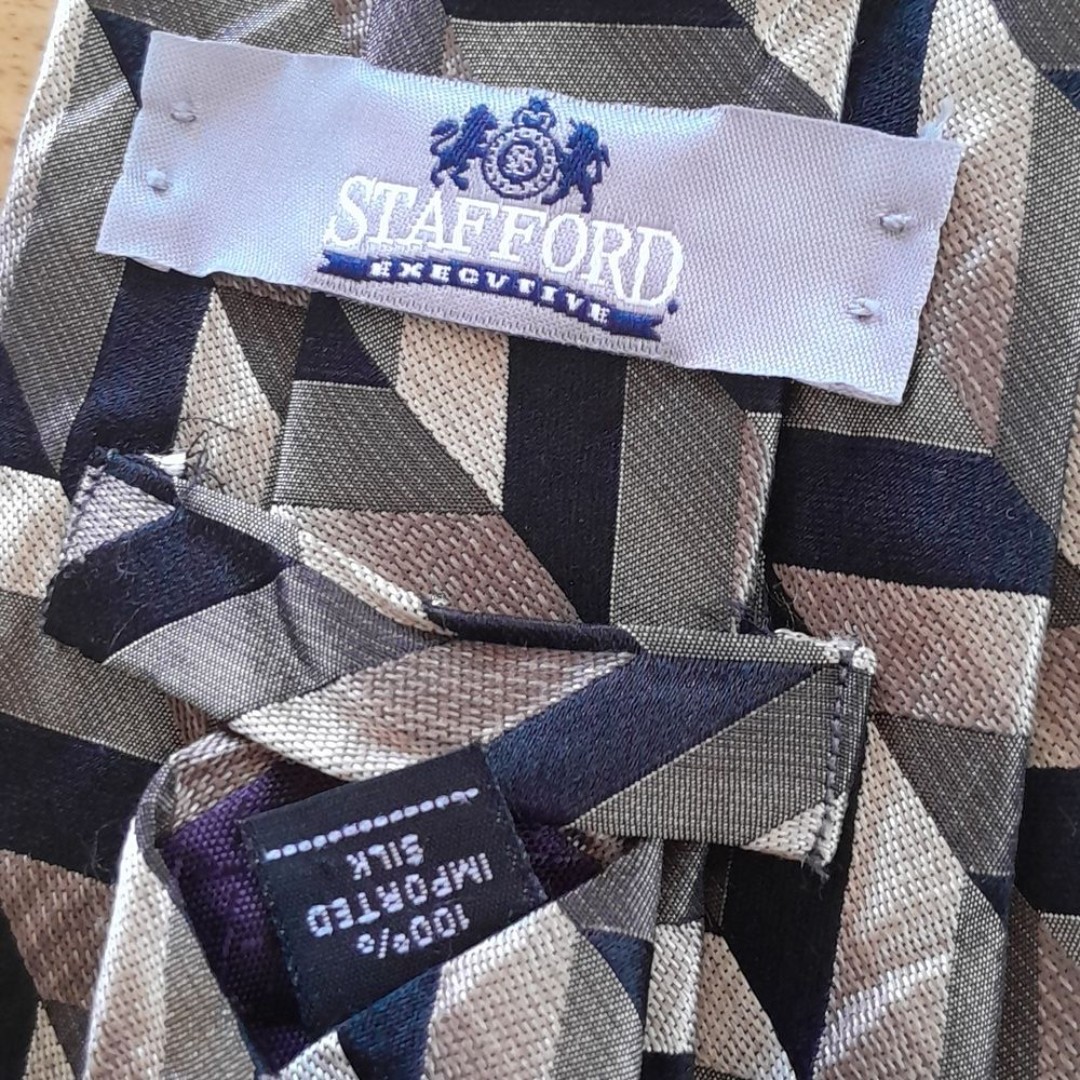 STAFFORD
EXECUTIVE
100%
IMPORTED
SILK